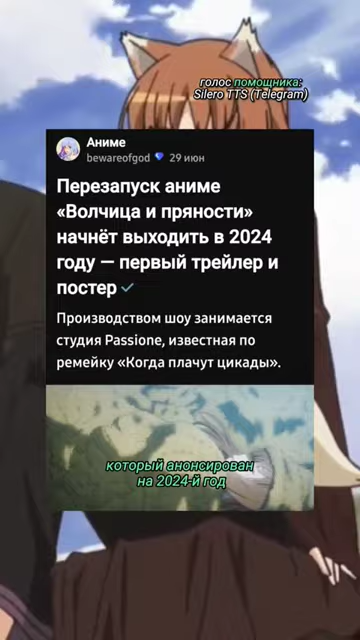 голос помощника:
Silero TTS (Telegram)
Аниме
bewareofgod 29 июн
Перезапуск аниме
«Волчица и пряности»
начнёт выходить в 2024
году — первый трейлер и
постер
Производством шоу занимается
студия Passione, известная по
ремейку «Когда плачут цикады».
который анонсирован
на 2024-й год